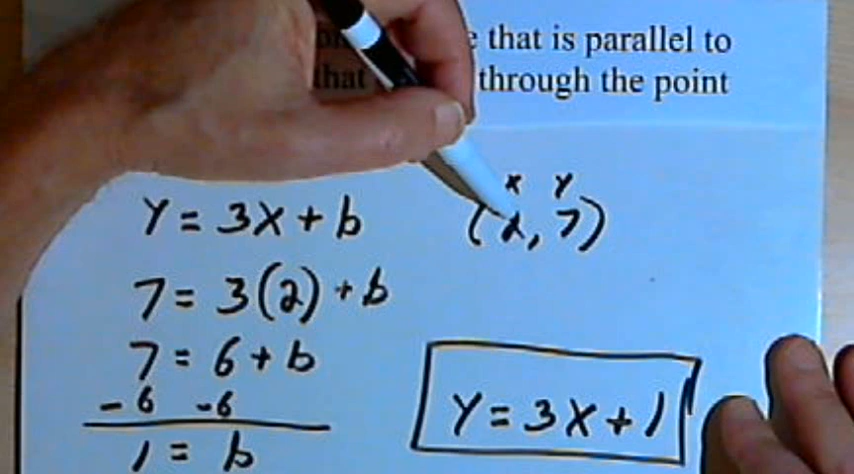 that is parallel to
that through the point
x y
y = 3x + b (2, 7)
7 = 3(2) + b
7 = 6 + b
-6 -6
1 = b
y = 3x + 1